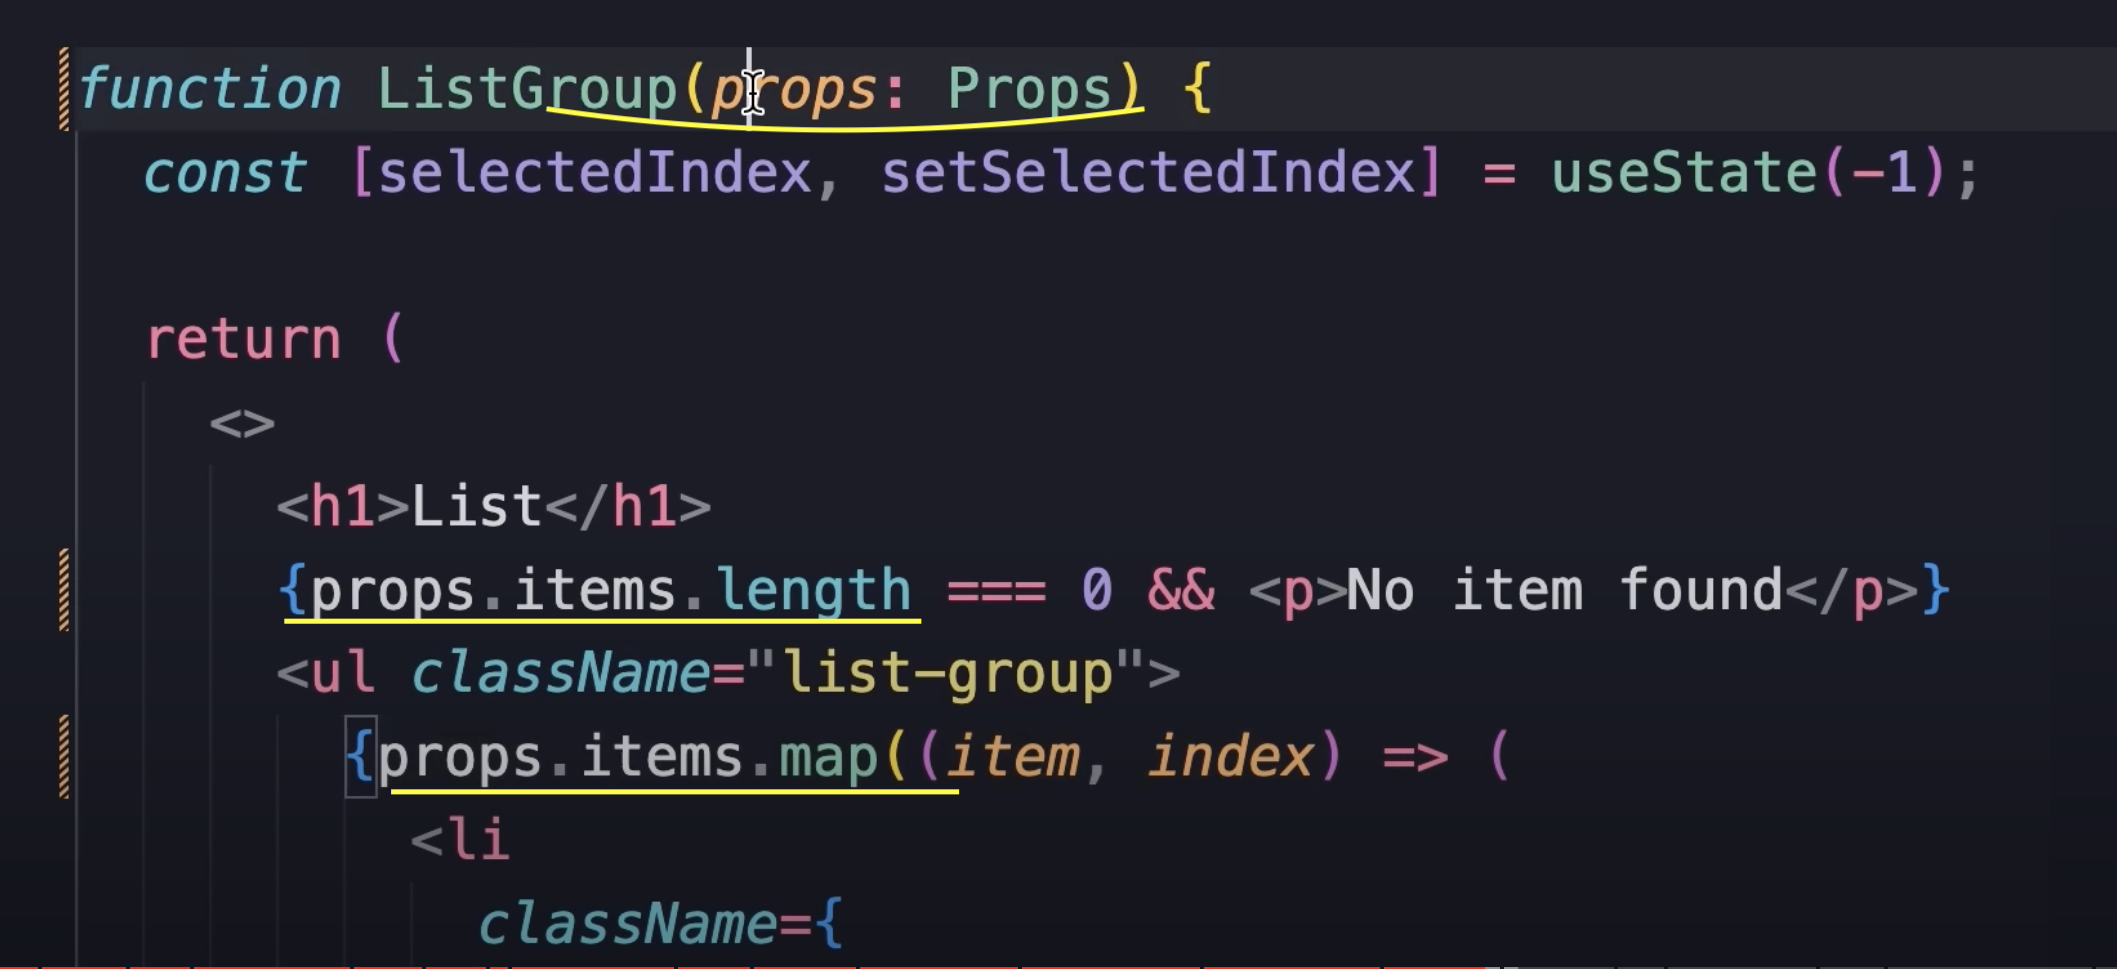 function ListGroup(props: Props) {
const [selectedIndex, setSelectedIndex] = useState(-1);
return (
<>
<h1>List</h1>
{props.items.length === 0 && <p>No item found</p>}
<ul className="list-group">
{props.items.map((item, index) => (
<li
className={